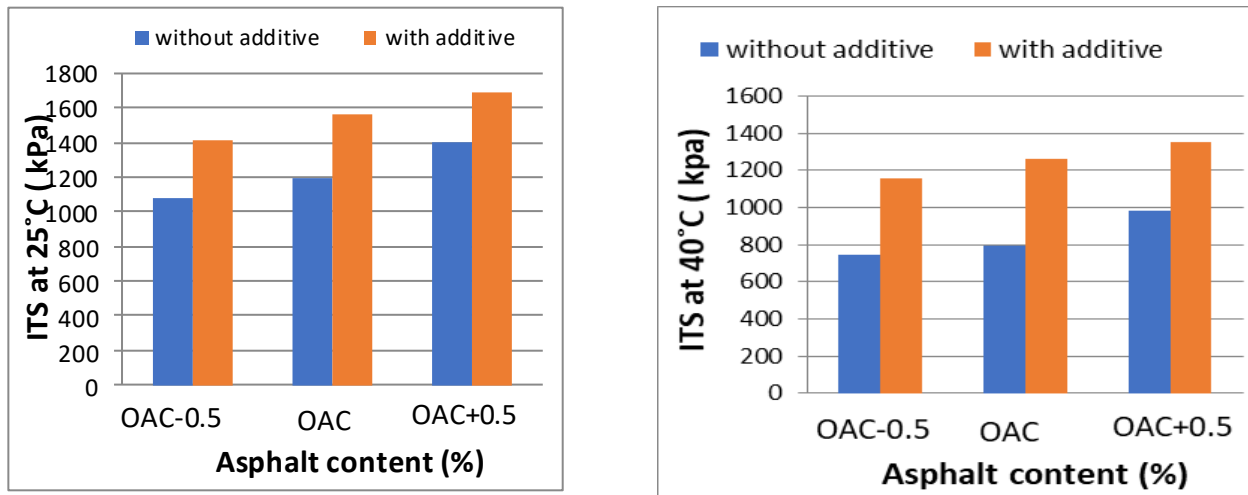 without additive with additive
1800
1600
1400
1200
1000
800
600
400
200
0
ITS at 25˚C ( kPa)
OAC-0.5 OAC OAC+0.5
Asphalt content (%)
without additive with additive
1600
1400
1200
1000
800
600
400
200
0
ITS at 40˚C ( kpa)
OAC-0.5 OAC OAC+0.5
Asphalt content (%)